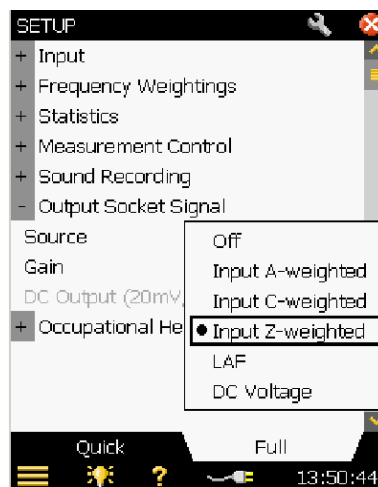 SETUP
+ Input
+ Frequency Weightings
+ Statistics
+ Measurement Control
+ Sound Recording
- Output Socket Signal
Source
Gain
DC Output (20mV
+ Occupational He
Off
Input A-weighted
Input C-weighted
Input Z-weighted
LAF
DC Voltage
Quick
Full
?
13:50:44